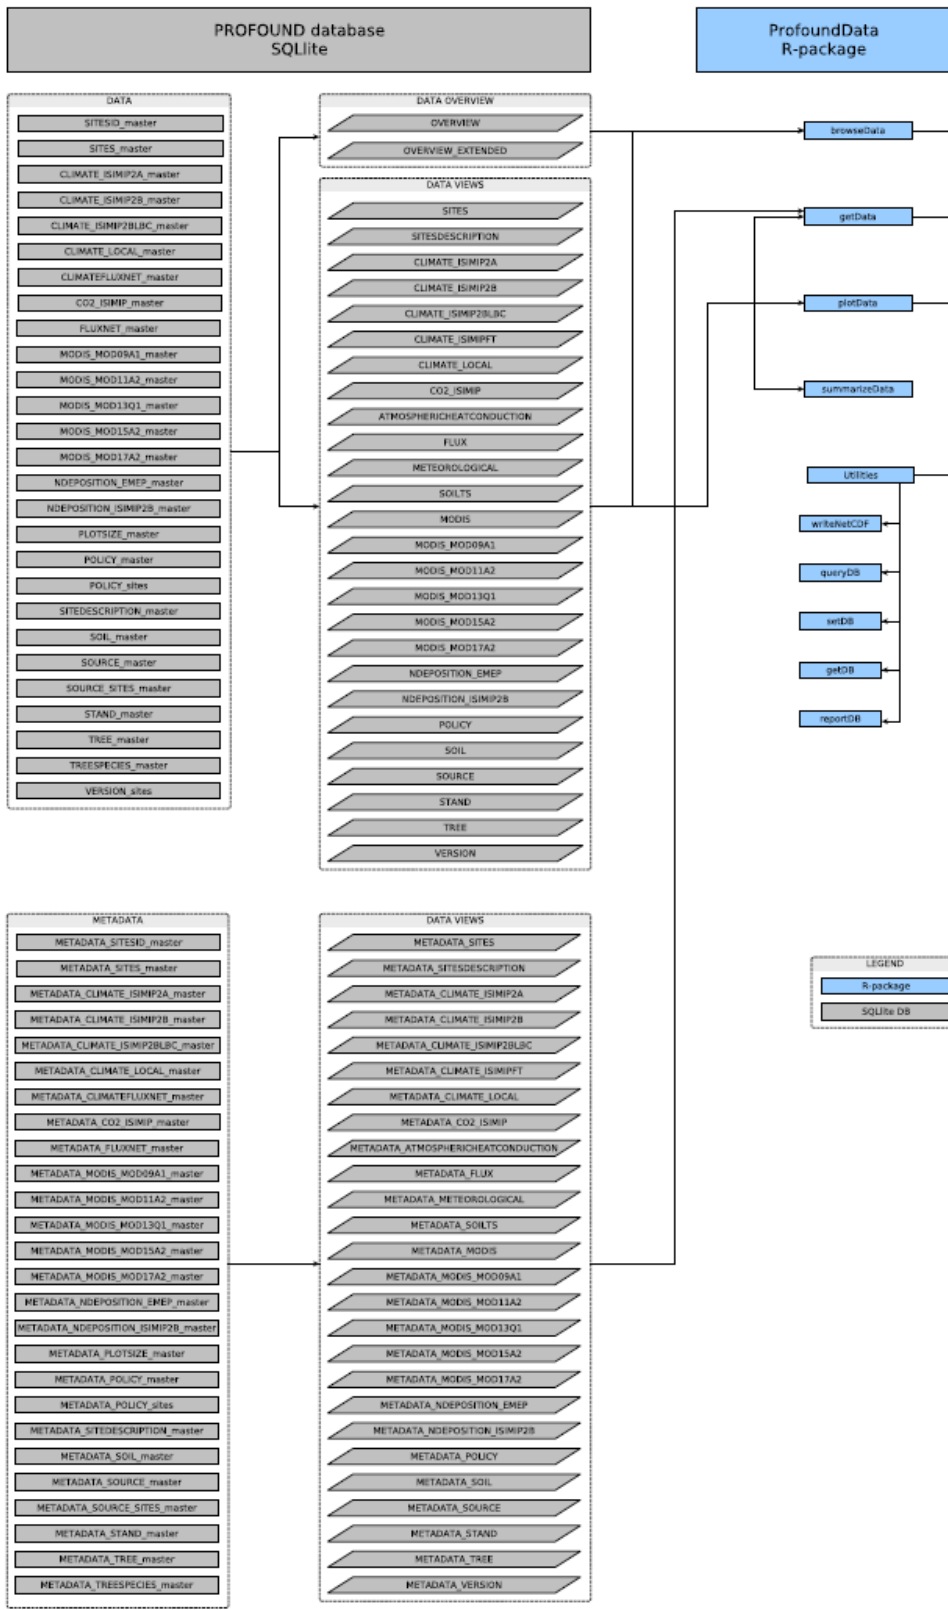 PROFOUND database
SQLlite
ProfoundData
R-package
DATA
SITESID_master
SITES_master
CLIMATE_ISIMIP2A_master
CLIMATE_ISIMIP2B_master
CLIMATE_ISIMIP2BLBC_master
CLIMATE_LOCAL_master
CLIMATEFLUXNET_master
CO2_ISIMIP_master
FLUXNET_master
MODIS_MOD09A1_master
MODIS_MOD11A2_master
MODIS_MOD13Q1_master
MODIS_MOD15A2_master
MODIS_MOD17A2_master
NDEPOSITION_EMEP_master
NDEPOSITION_ISIMIP2B_master
PLOTSIZE_master
POLICY_master
POLICY_sites
SITEDESCRIPTION_master
SOIL_master
SOURCE_master
SOURCE_SITES_master
STAND_master
TREE_master
TREESPECIES_master
VERSION_sites
DATA OVERVIEW
OVERVIEW
OVERVIEW_EXTENDED
DATA VIEWS
SITES
SITESDESCRIPTION
CLIMATE_ISIMIP2A
CLIMATE_ISIMIP2B
CLIMATE_ISIMIP2BLBC
CLIMATE_ISIMIPFT
CLIMATE_LOCAL
CO2_ISIMIP
ATMOSPHERICHEATCONDUCTION
FLUX
METEOROLOGICAL
SOILTS
MODIS
MODIS_MOD09A1
MODIS_MOD11A2
MODIS_MOD13Q1
MODIS_MOD15A2
MODIS_MOD17A2
NDEPOSITION_EMEP
NDEPOSITION_ISIMIP2B
POLICY
SOIL
SOURCE
STAND
TREE
VERSION
browseData
getData
plotData
summarizeData
Utilities
writeNetCDF
queryDB
setDB
getDB
reportDB
METADATA
METADATA_SITESID_master
METADATA_SITES_master
METADATA_CLIMATE_ISIMIP2A_master
METADATA_CLIMATE_ISIMIP2B_master
METADATA_CLIMATE_ISIMIP2BLBC_master
METADATA_CLIMATE_LOCAL_master
METADATA_CLIMATEFLUXNET_master
METADATA_CO2_ISIMIP_master
METADATA_FLUXNET_master
METADATA_MODIS_MOD09A1_master
METADATA_MODIS_MOD11A2_master
METADATA_MODIS_MOD13Q1_master
METADATA_MODIS_MOD15A2_master
METADATA_MODIS_MOD17A2_master
METADATA_NDEPOSITION_EMEP_master
METADATA_NDEPOSITION_ISIMIP2B_master
METADATA_PLOTSIZE_master
METADATA_POLICY_master
METADATA_POLICY_sites
METADATA_SITEDESCRIPTION_master
METADATA_SOIL_master
METADATA_SOURCE_master
METADATA_SOURCE_SITES_master
METADATA_STAND_master
METADATA_TREE_master
METADATA_TREESPECIES_master
DATA VIEWS
METADATA_SITES
METADATA_SITESDESCRIPTION
METADATA_CLIMATE_ISIMIP2A
METADATA_CLIMATE_ISIMIP2B
METADATA_CLIMATE_ISIMIP2BLBC
METADATA_CLIMATE_ISIMIPFT
METADATA_CLIMATE_LOCAL
METADATA_CO2_ISIMIP
METADATA_ATMOSPHERICHEATCONDUCTION
METADATA_FLUX
METADATA_METEOROLOGICAL
METADATA_SOILTS
METADATA_MODIS
METADATA_MODIS_MOD09A1
METADATA_MODIS_MOD11A2
METADATA_MODIS_MOD13Q1
METADATA_MODIS_MOD15A2
METADATA_MODIS_MOD17A2
METADATA_NDEPOSITION_EMEP
METADATA_NDEPOSITION_ISIMIP2B
METADATA_POLICY
METADATA_SOIL
METADATA_SOURCE
METADATA_STAND
METADATA_TREE
METADATA_VERSION
LEGEND
R-package
SQLlite DB